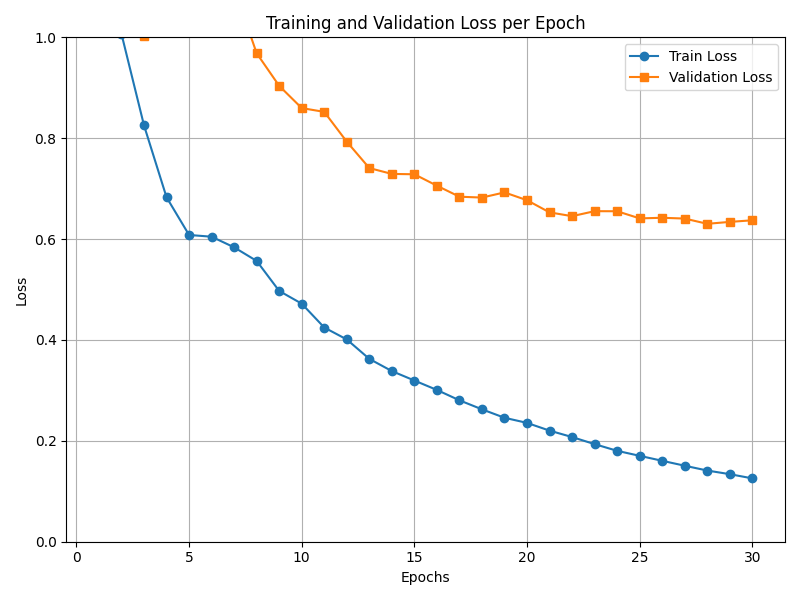 Training and Validation Loss per Epoch
Loss
1.0
0.8
0.6
0.4
0.2
0.0
Train Loss
Validation Loss
0 5 10 15 20 25 30
Epochs